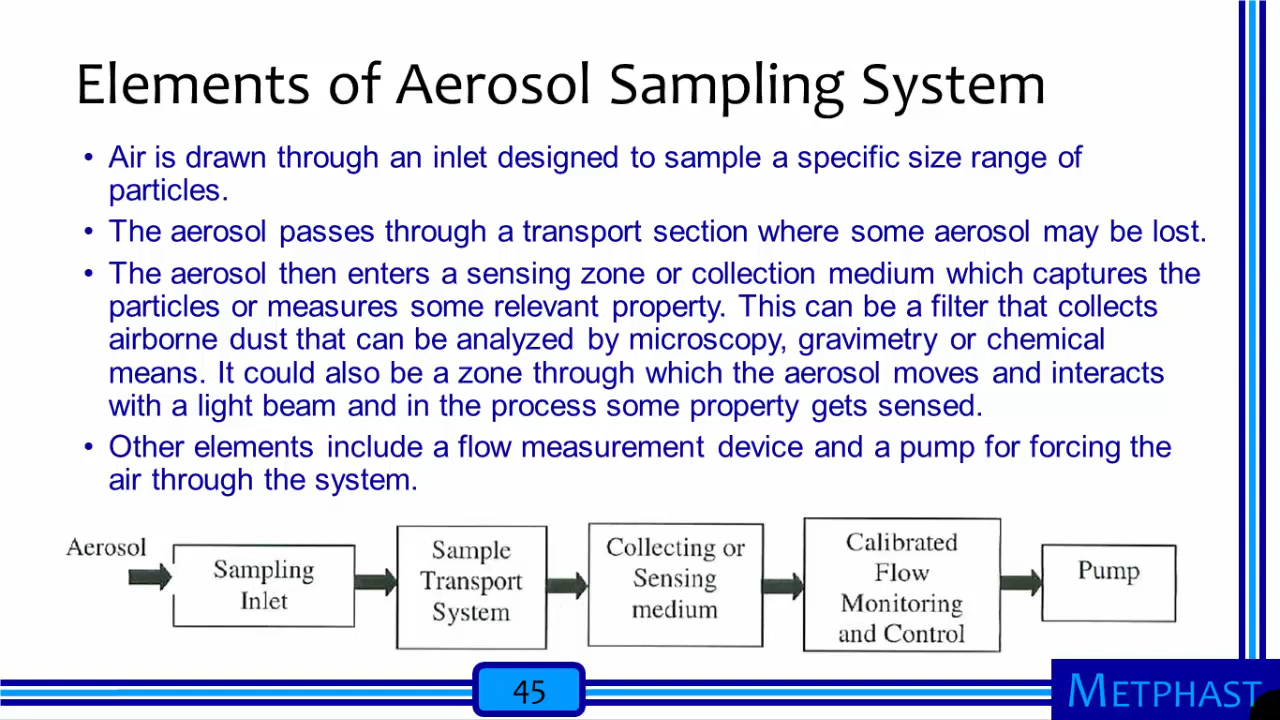 Elements of Aerosol Sampling System
• Air is drawn through an inlet designed to sample a specific size range of
particles.
• The aerosol passes through a transport section where some aerosol may be lost.
• The aerosol then enters a sensing zone or collection medium which captures the
particles or measures some relevant property. This can be a filter that collects
airborne dust that can be analyzed by microscopy, gravimetry or chemical
means. It could also be a zone through which the aerosol moves and interacts
with a light beam and in the process some property gets sensed.
• Other elements include a flow measurement device and a pump for forcing the
air through the system.
Aerosol
Sampling
Inlet
Sample
Transport
System
Collecting or
Sensing
medium
Calibrated
Flow
Monitoring
and Control
Pump
45
METPHAST